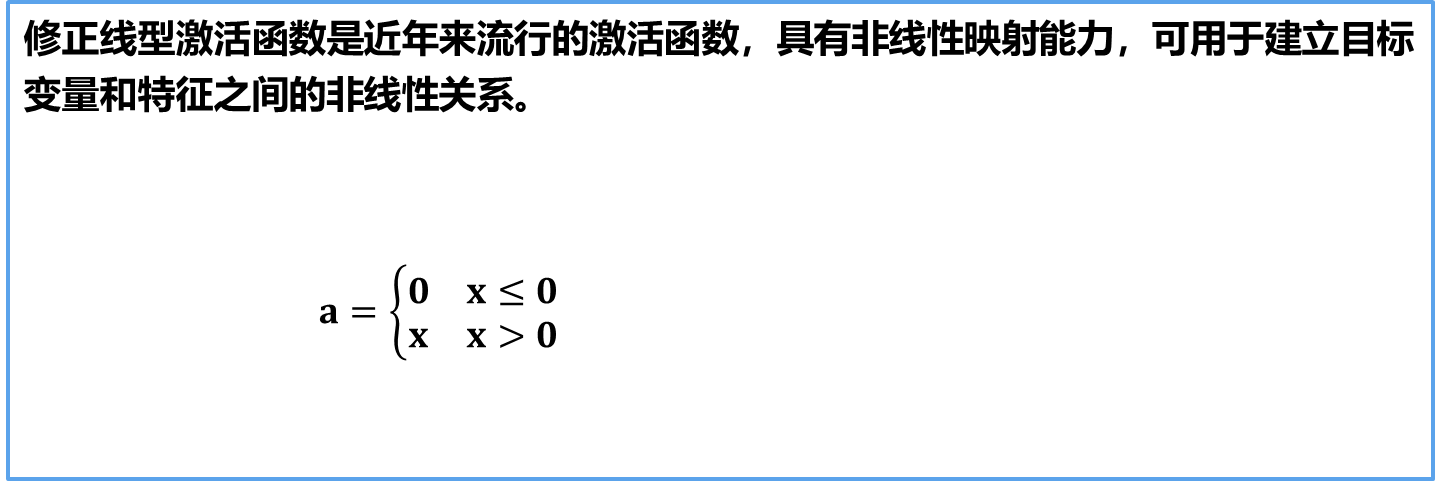 修正线型激活函数是近年来流行的激活函数，具有非线性映射能力，可用于建立目标
变量和特征之间的非线性关系。
a = {0 x ≤ 0
x x > 0